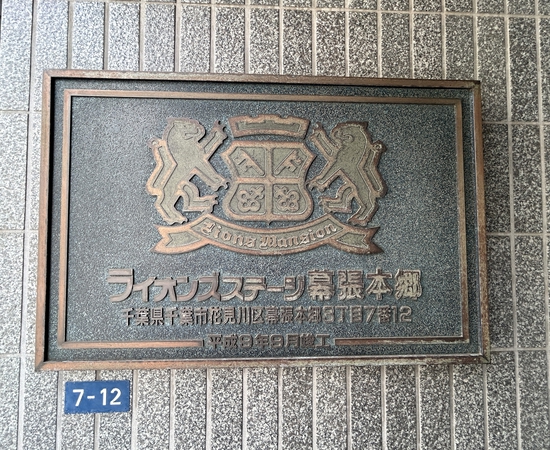 Lions Mansion
ライオンズステージ幕張本郷
千葉県千葉市花見川区幕張本郷3丁目7番12
平成9年9月竣工
7-12